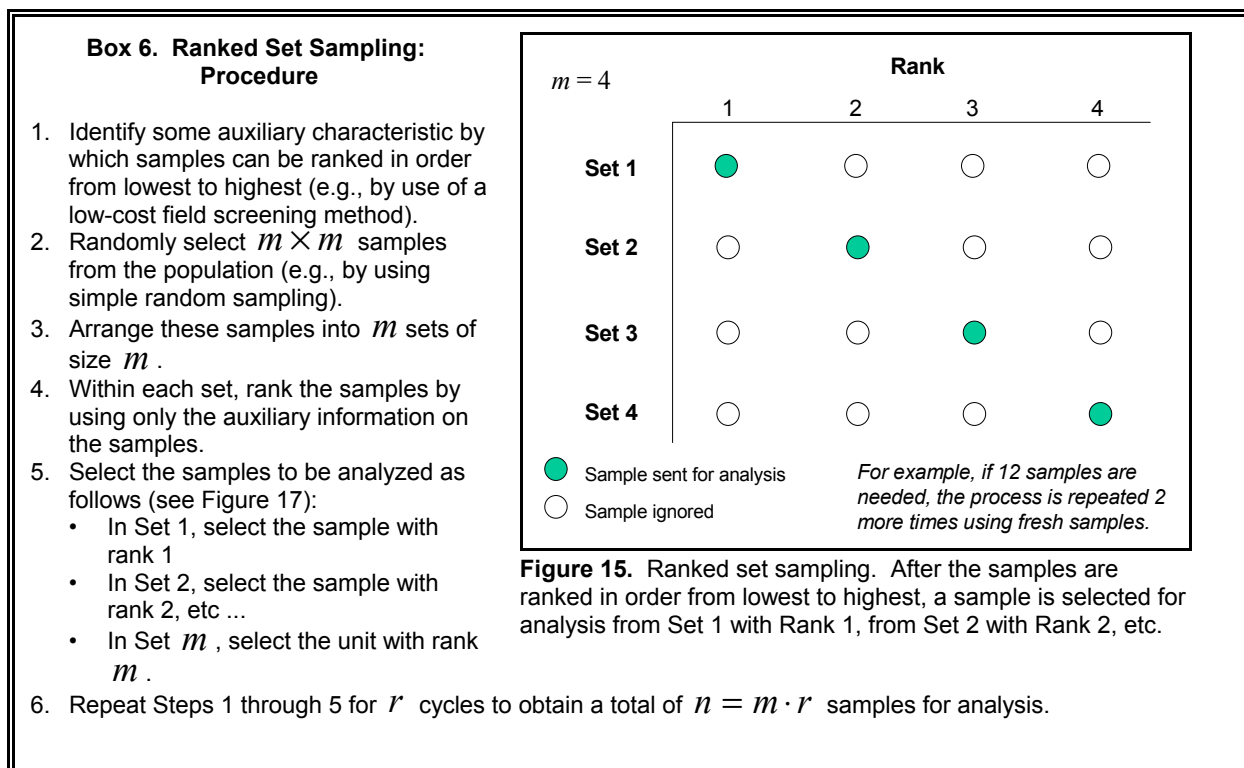 Box 6. Ranked Set Sampling:
Procedure
1. Identify some auxiliary characteristic by
which samples can be ranked in order
from lowest to highest (e.g., by use of a
low-cost field screening method).
2. Randomly select m × m samples
from the population (e.g., by using
simple random sampling).
3. Arrange these samples into m sets of
size m .
4. Within each set, rank the samples by
using only the auxiliary information on
the samples.
5. Select the samples to be analyzed as
follows (see Figure 17):
• In Set 1, select the sample with
rank 1
• In Set 2, select the sample with
rank 2, etc ...
• In Set m , select the unit with rank
m .
6. Repeat Steps 1 through 5 for r cycles to obtain a total of n = m · r samples for analysis.
m = 4
Rank
1 2 3 4
Set 1
Set 2
Set 3
Set 4
Sample sent for analysis
Sample ignored
For example, if 12 samples are
needed, the process is repeated 2
more times using fresh samples.
Figure 15. Ranked set sampling. After the samples are
ranked in order from lowest to highest, a sample is selected for
analysis from Set 1 with Rank 1, from Set 2 with Rank 2, etc.